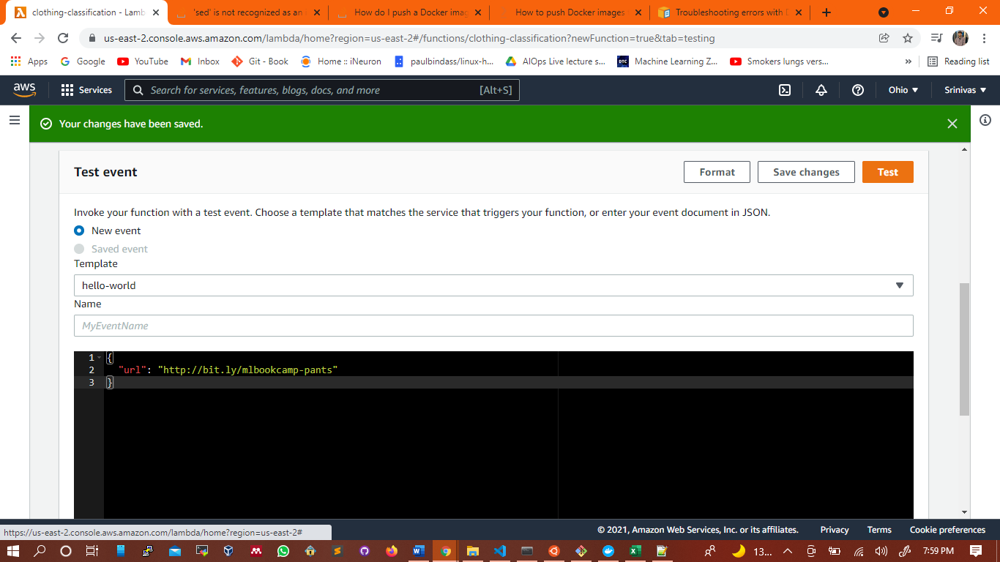 clothing-classification - Lamb
'sed' is not recognized as an
How do I push a Docker imag
How to push Docker images
Troubleshooting errors with D
us-east-2.console.aws.amazon.com/lambda/home?region=us-east-2#/functions/clothing-classification?newFunction=true&tab=testing
Apps
Google
YouTube
Inbox
Git - Book
Home :: iNeuron
paulbindass/linux-h...
AIOps Live lecture s...
DTC
Machine Learning Z...
Smokers lungs vers...
»
Reading list
aws
Services
Search for services, features, blogs, docs, and more
[Alt+S]
Ohio
Srinivas
Your changes have been saved.
Test event
Format
Save changes
Test
Invoke your function with a test event. Choose a template that matches the service that triggers your function, or enter your event document in JSON.
New event
Saved event
Template
hello-world
Name
MyEventName
1 {
2 "url": "http://bit.ly/mlbookcamp-pants"
3 }
https://us-east-2.console.aws.amazon.com/lambda/home?region=us-east-2#
© 2021, Amazon Web Services, Inc. or its affiliates.
Privacy
Terms
Cookie preferences
13...
7:59 PM